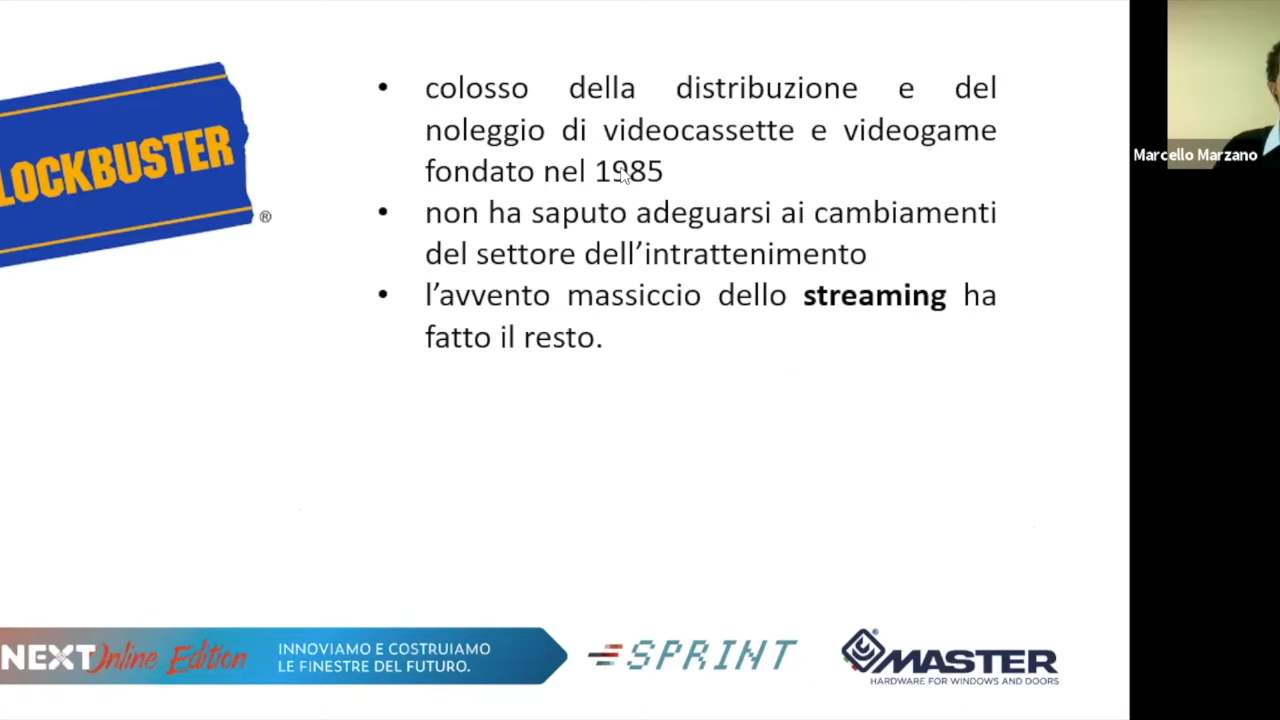 LOCKBUSTER
®
• colosso della distribuzione e del
noleggio di videocassette e videogame
fondato nel 1985
• non ha saputo adeguarsi ai cambiamenti
del settore dell’intrattenimento
• l’avvento massiccio dello streaming ha
fatto il resto.
Marcello Marzano
NEXT Online Edition
INNOVIAMO E COSTRUIAMO
LE FINESTRE DEL FUTURO.
SPRINT
MASTER
HARDWARE FOR WINDOWS AND DOORS